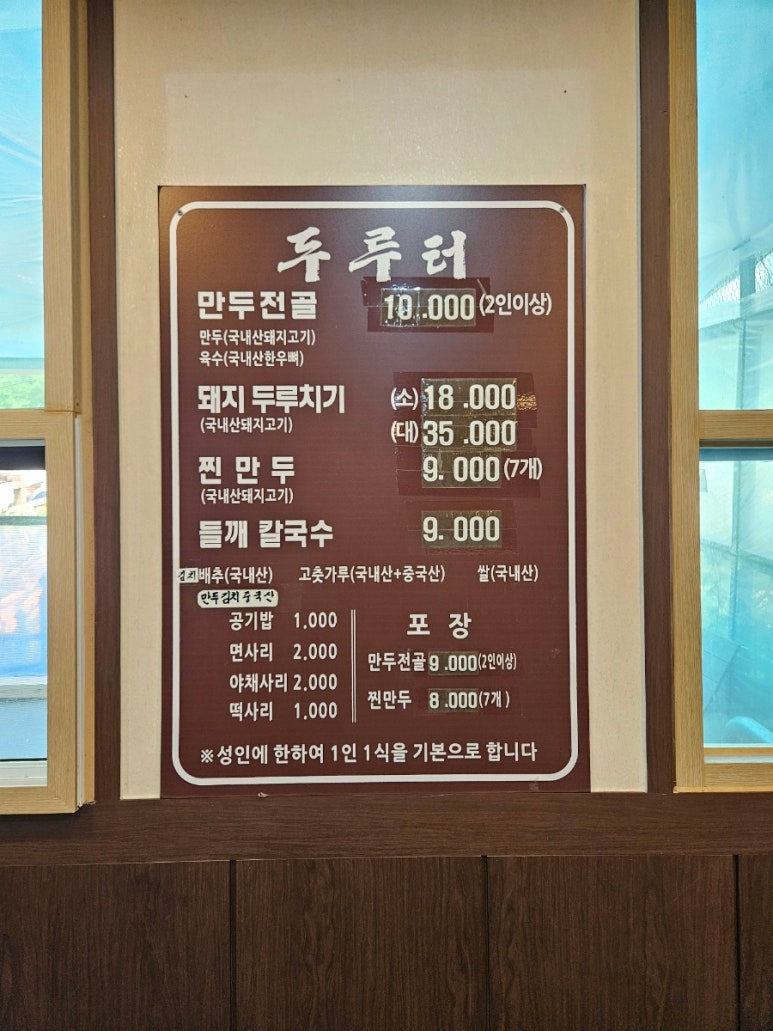 두루터
만두전골 10.000 (2인이상)
만두(국내산돼지고기)
육수(국내산한우뼈)
돼지 두루치기 (소) 18.000
(국내산돼지고기)
(대) 35.000
찐만두 9.000 (7개)
(국내산돼지고기)
들깨 칼국수 9.000
김치 배추(국내산) 고춧가루(국내산+중국산) 쌀(국내산)
만두김치 중국산
공기밥 1.000
면사리 2.000
야채사리 2.000
떡사리 1.000
포장
만두전골 9.000 (2인이상)
찐만두 8.000 (7개)
※성인에 한하여 1인 1식을 기본으로 합니다